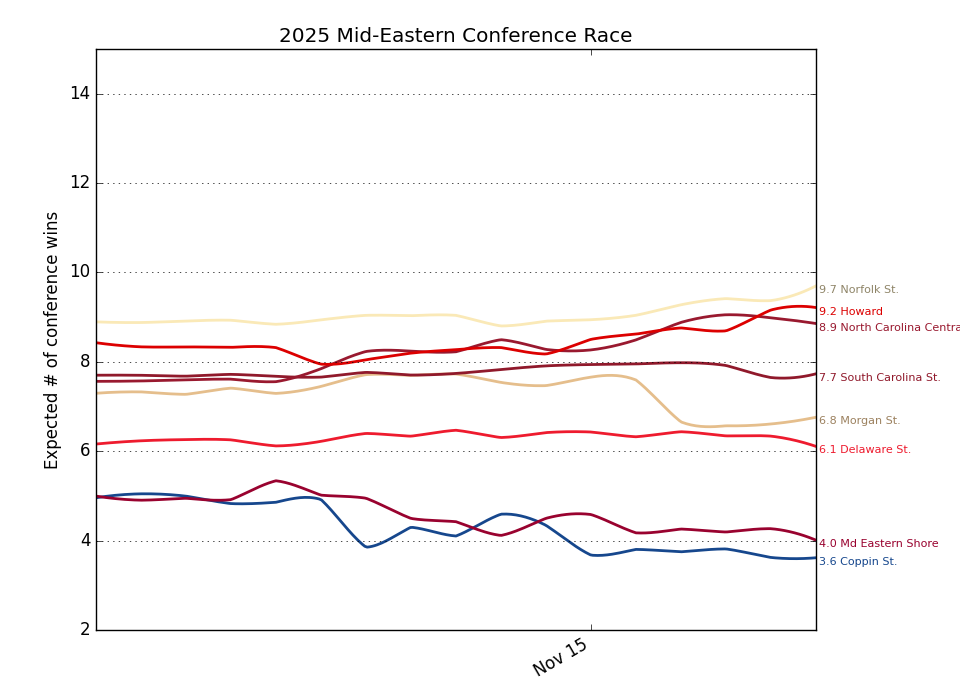 2025 Mid-Eastern Conference Race
Expected # of conference wins
14
12
10
8
6
4
2
Nov 15
9.7 Norfolk St.
9.2 Howard
8.9 North Carolina Centra
7.7 South Carolina St.
6.8 Morgan St.
6.1 Delaware St.
4.0 Md Eastern Shore
3.6 Coppin St.